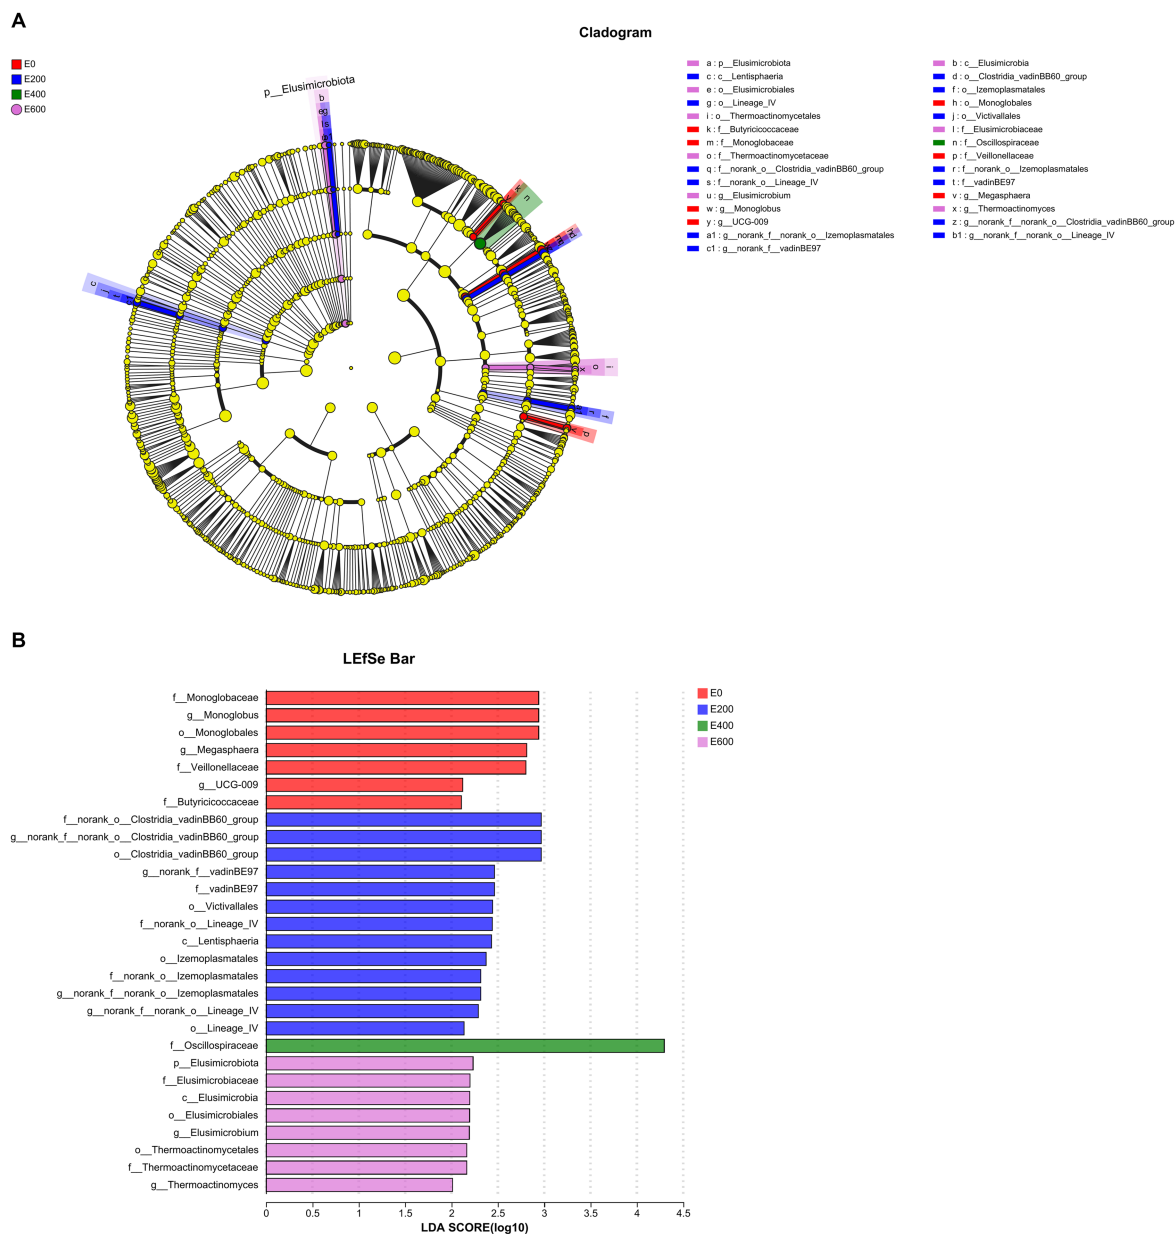 A
Cladogram
E0
E200
E400
E600
p__Elusimicrobiota
b
eg
ls
k
n
c
j
t
i
o
x
f
r
p
v
a : p__Elusimicrobiota
b : c__Elusimicrobia
c : c__Lentisphaeria
d : o__Clostridia_vadinBB60_group
e : o__Elusimicrobiales
f : o__Izemoplasmatales
g : o__Lineage_IV
h : o__Monoglobales
i : o__Thermoactinomycetales
j : o__Victivallales
k : f__Butyricicoccaceae
l : f__Elusimicrobiaceae
m : f__Monoglobaceae
n : f__Oscillospiraceae
o : f__Thermoactinomycetaceae
p : f__Veillonellaceae
q : f__norank_o__Clostridia_vadinBB60_group
r : f__norank_o__Izemoplasmatales
s : f__norank_o__Lineage_IV
t : f__vadinBE97
u : g__Elusimicrobium
v : g__Megasphaera
w : g__Monoglobus
x : g__Thermoactinomyces
y : g__UCG-009
z : g__norank_f__norank_o__Clostridia_vadinBB60_group
a1 : g__norank_f__norank_o__Izemoplasmatales
b1 : g__norank_f__norank_o__Lineage_IV
c1 : g__norank_f__vadinBE97
B
LEfSe Bar
E0
E200
E400
E600
f__Monoglobaceae
g__Monoglobus
o__Monoglobales
g__Megasphaera
f__Veillonellaceae
g__UCG-009
f__Butyricicoccaceae
f__norank_o__Clostridia_vadinBB60_group
g__norank_f__norank_o__Clostridia_vadinBB60_group
o__Clostridia_vadinBB60_group
g__norank_f__vadinBE97
f__vadinBE97
o__Victivallales
f__norank_o__Lineage_IV
c__Lentisphaeria
o__Izemoplasmatales
f__norank_o__Izemoplasmatales
g__norank_f__norank_o__Izemoplasmatales
g__norank_f__norank_o__Lineage_IV
o__Lineage_IV
f__Oscillospiraceae
p__Elusimicrobiota
f__Elusimicrobiaceae
c__Elusimicrobia
o__Elusimicrobiales
g__Elusimicrobium
o__Thermoactinomycetales
f__Thermoactinomycetaceae
g__Thermoactinomyces
0 0.5 1 1.5 2 2.5 3 3.5 4 4.5
LDA SCORE(log10)